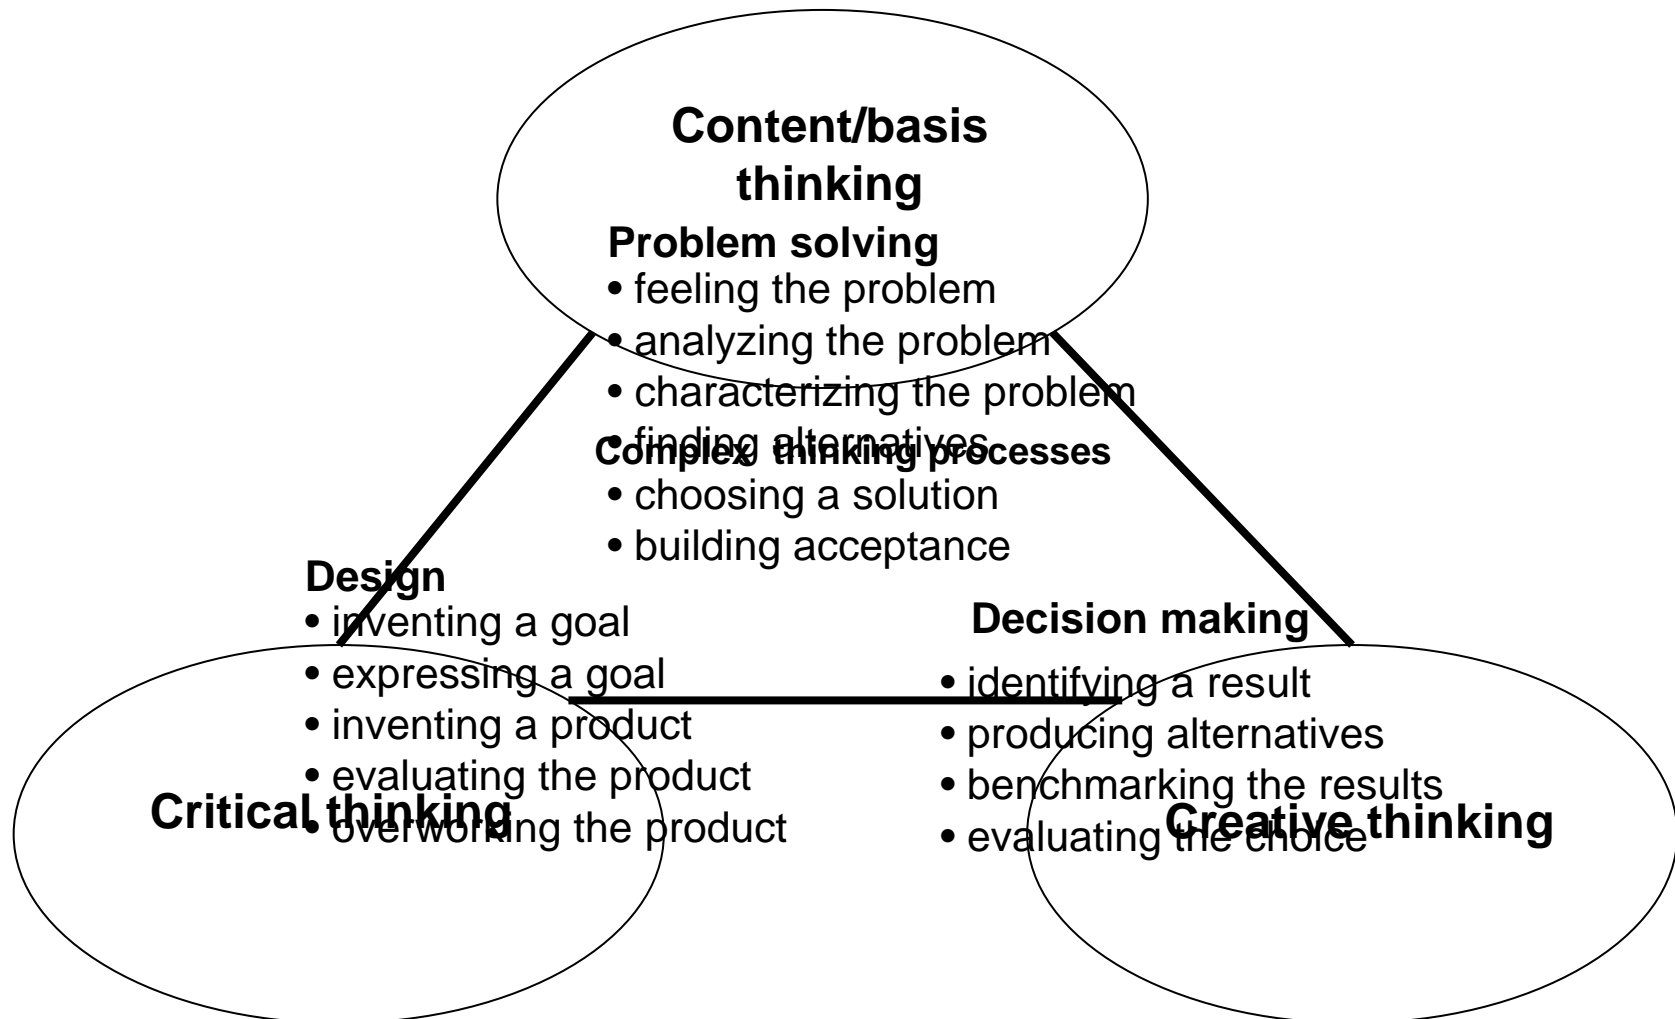 Content/basis
thinking
Problem solving
• feeling the problem
• analyzing the problem
• characterizing the problem
• finding alternatives
Complex thinking processes
• choosing a solution
• building acceptance
Design
• inventing a goal
• expressing a goal
• inventing a product
• evaluating the product
• overworking the product
Critical thinking
Decision making
• identifying a result
• producing alternatives
• benchmarking the results
• evaluating the choice
Creative thinking